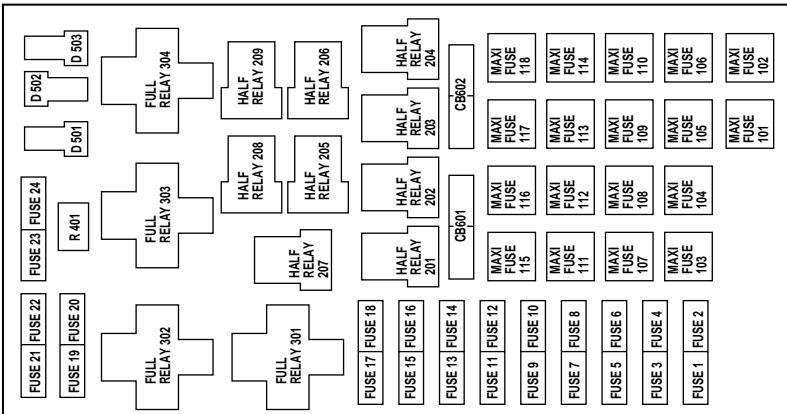 D 503
D 502
D 501
FULL
RELAY 304
HALF
RELAY 209
HALF
RELAY 206
HALF
RELAY
204
HALF
RELAY
203
CB602
MAXI
FUSE
118
MAXI
FUSE
114
MAXI
FUSE
110
MAXI
FUSE
106
MAXI
FUSE
102
MAXI
FUSE
117
MAXI
FUSE
113
MAXI
FUSE
109
MAXI
FUSE
105
MAXI
FUSE
101
FUSE 24
FUSE 23
R 401
FULL
RELAY 303
HALF
RELAY 208
HALF
RELAY 205
HALF
RELAY
207
HALF
RELAY
202
HALF
RELAY
201
CB601
MAXI
FUSE
116
MAXI
FUSE
112
MAXI
FUSE
108
MAXI
FUSE
104
MAXI
FUSE
115
MAXI
FUSE
111
MAXI
FUSE
107
MAXI
FUSE
103
FUSE 22
FUSE 21
FUSE 20
FUSE 19
FULL
RELAY 302
FULL
RELAY 301
FUSE 18
FUSE 17
FUSE 16
FUSE 15
FUSE 14
FUSE 13
FUSE 12
FUSE 11
FUSE 10
FUSE 9
FUSE 8
FUSE 7
FUSE 6
FUSE 5
FUSE 4
FUSE 3
FUSE 2
FUSE 1